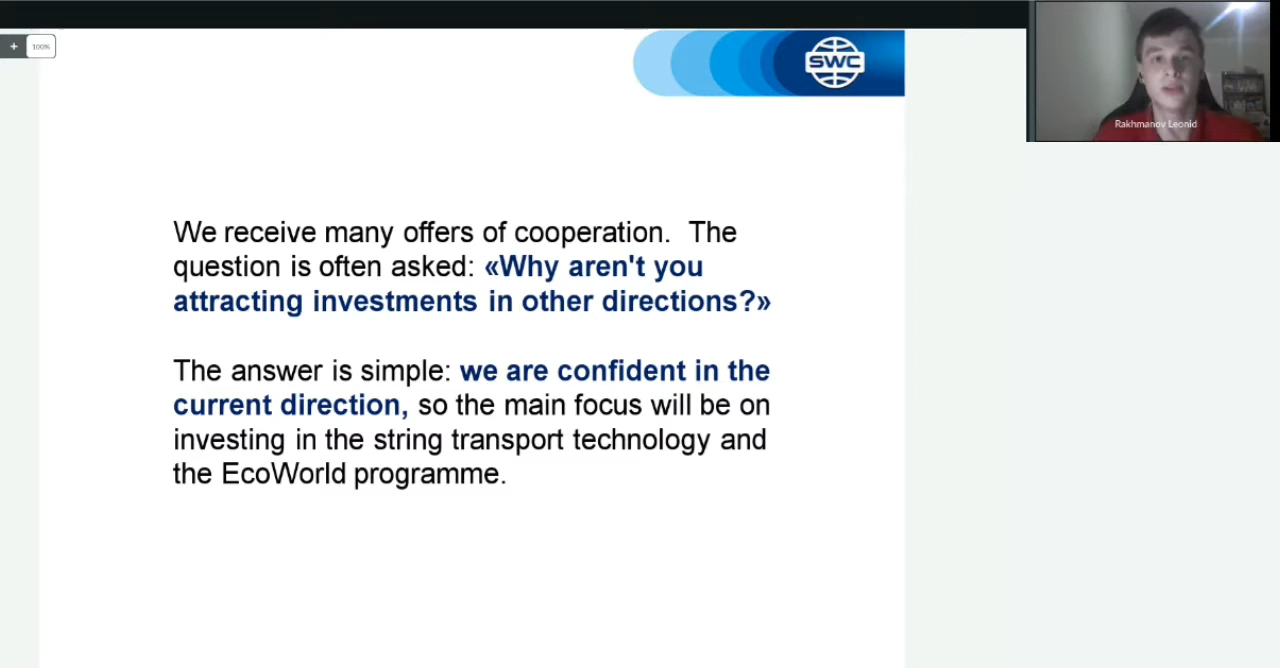 + 100%
SWC
Rakhmanov Leonid
We receive many offers of cooperation.  The
question is often asked: «Why aren't you
attracting investments in other directions?»
The answer is simple: we are confident in the
current direction, so the main focus will be on
investing in the string transport technology and
the EcoWorld programme.